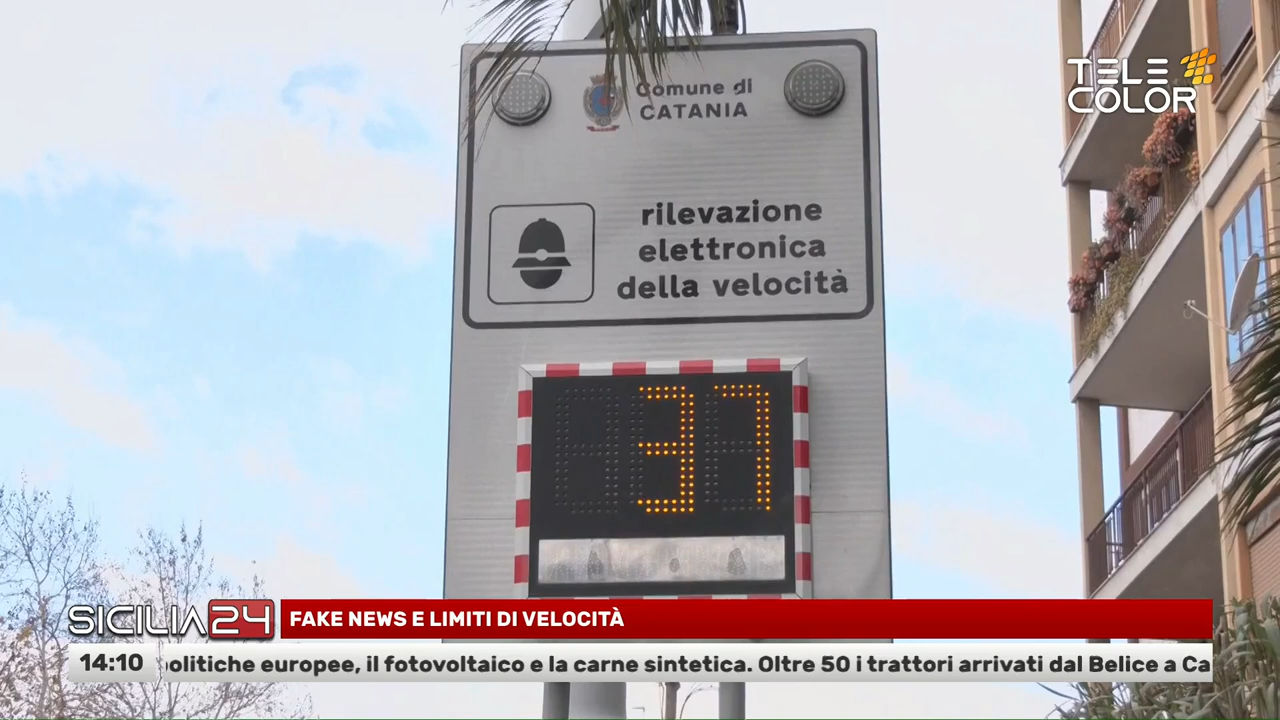 TELE
COLOR
Comune di
CATANIA
rilevazione
elettronica
della velocità
37
SICILIA24
FAKE NEWS E LIMITI DI VELOCITÀ
14:10
politiche europee, il fotovoltaico e la carne sintetica. Oltre 50 i trattori arrivati dal Belice a Ca